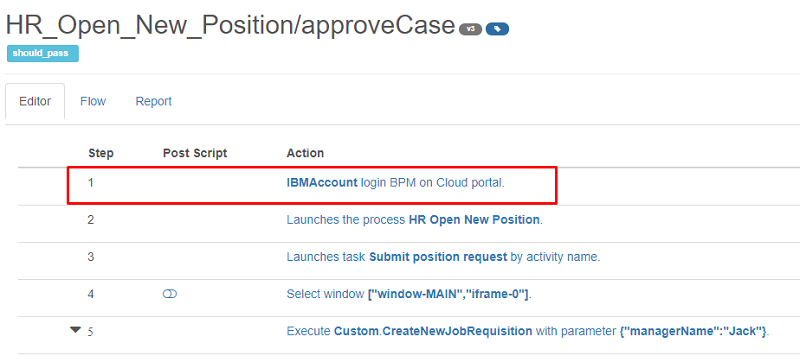 HR_Open_New_Position/approveCase v3
should_pass
Editor Flow Report
Step Post Script Action
1 IBMAccount login BPM on Cloud portal.
2 Launches the process HR Open New Position.
3 Launches task Submit position request by activity name.
4 Select window ["window-MAIN","iframe-0"].
5 Execute Custom.CreateNewJobRequisition with parameter {"managerName":"Jack"}.